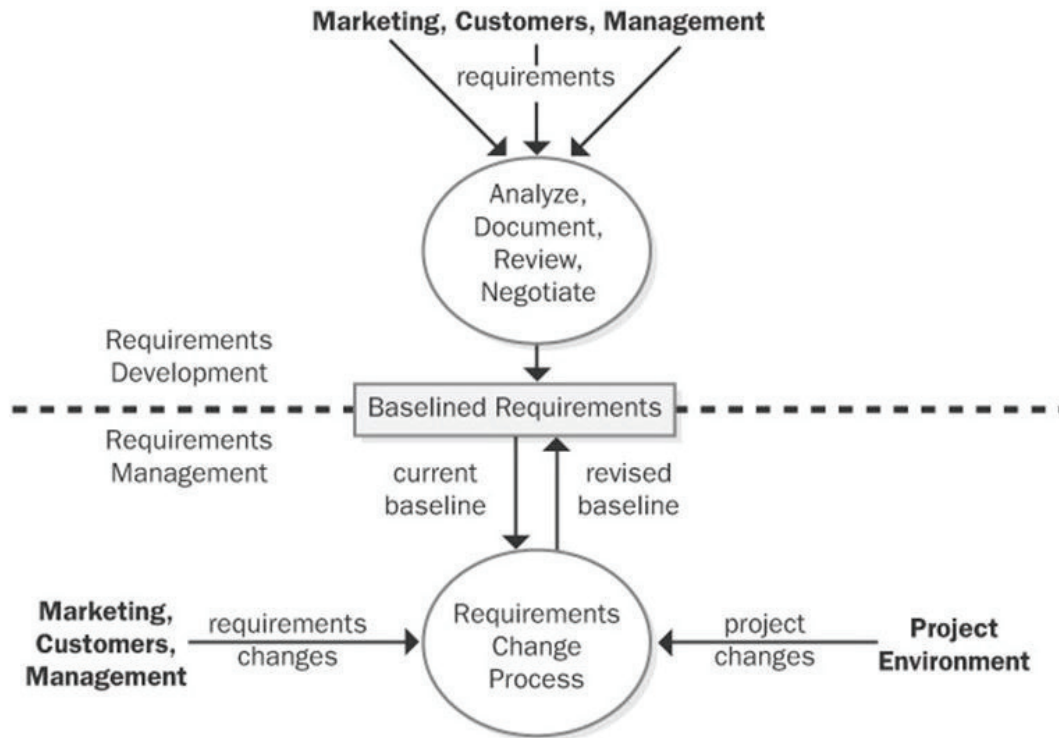 Marketing, Customers, Management
requirements
Analyze,
Document,
Review,
Negotiate
Requirements
Development
Baselined Requirements
Requirements
Management
current
baseline
revised
baseline
Marketing,
Customers,
Management
requirements
changes
Requirements
Change
Process
project
changes
Project
Environment